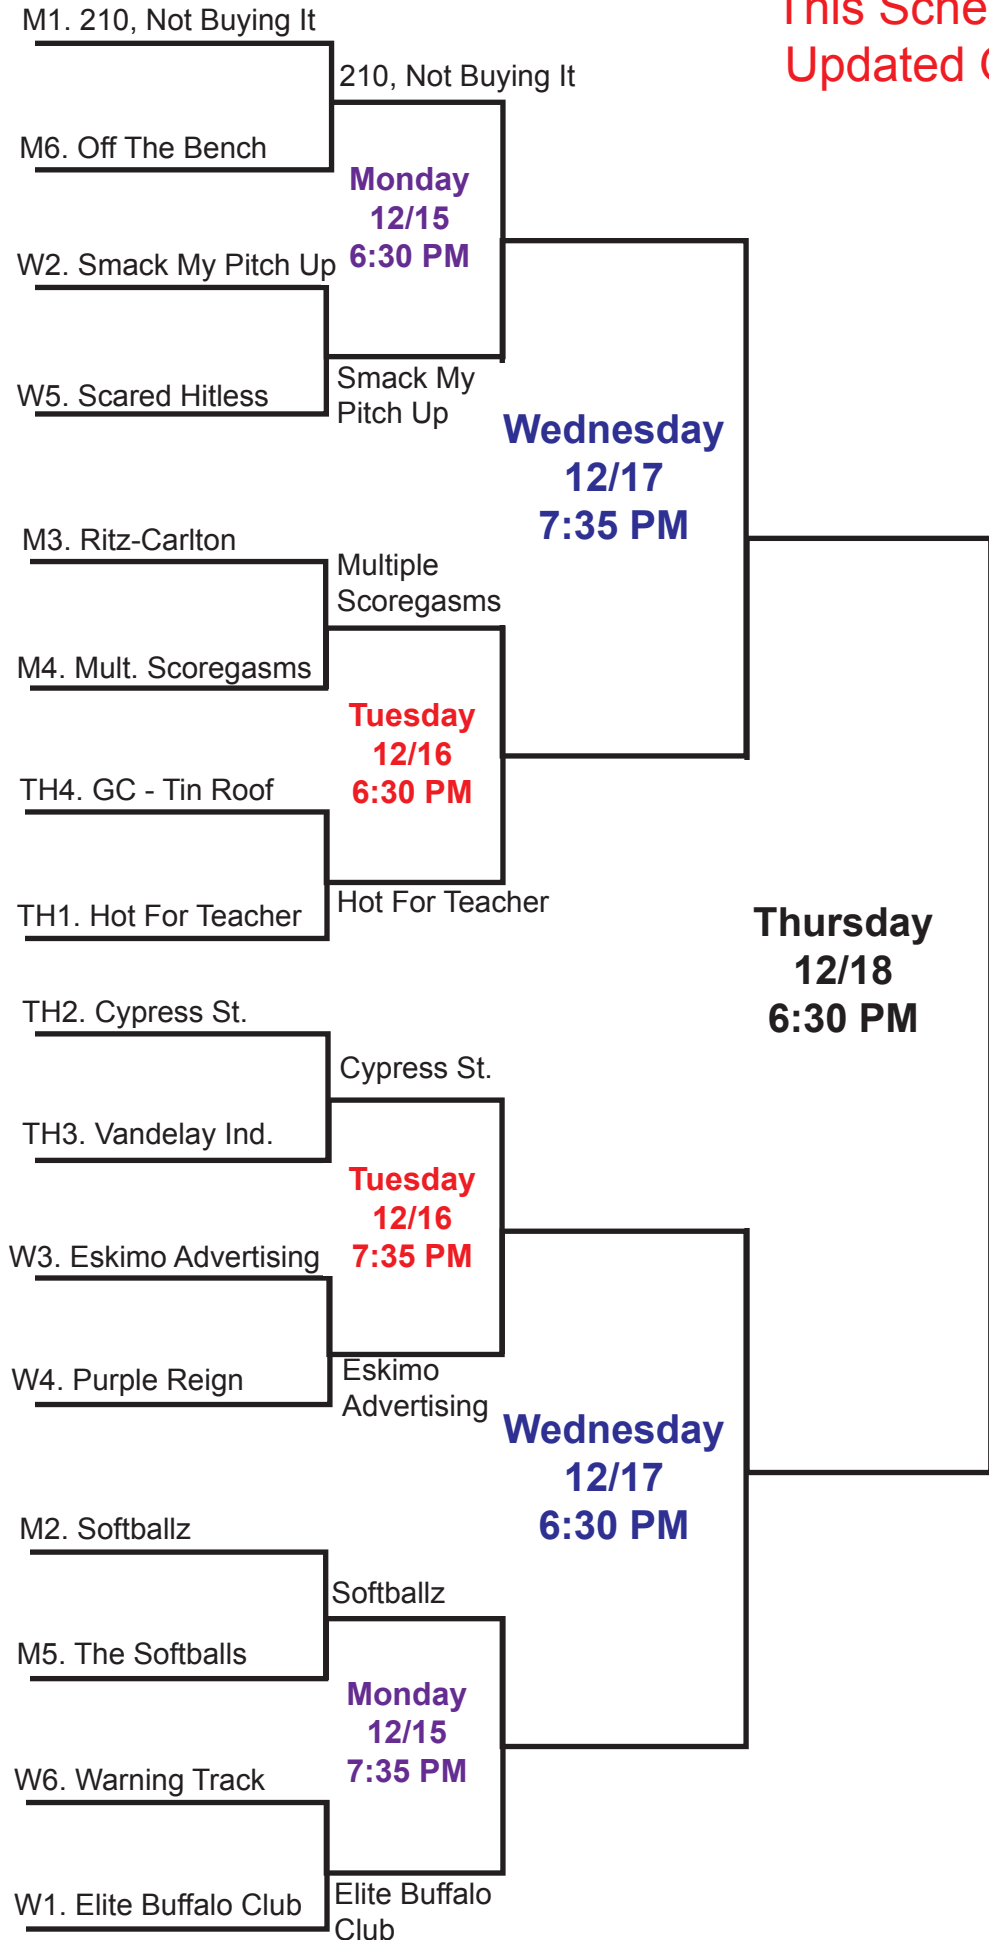 This Sche
Updated
M1. 210, Not Buying It
210, Not Buying It
M6. Off The Bench
Monday
12/15
6:30 PM
W2. Smack My Pitch Up
Smack My
Pitch Up
W5. Scared Hitless
Wednesday
12/17
7:35 PM
M3. Ritz-Carlton
Multiple
Scoregasms
M4. Mult. Scoregasms
Tuesday
12/16
6:30 PM
TH4. GC - Tin Roof
Hot For Teacher
TH1. Hot For Teacher
Thursday
12/18
6:30 PM
TH2. Cypress St.
Cypress St.
TH3. Vandelay Ind.
Tuesday
12/16
7:35 PM
W3. Eskimo Advertising
Eskimo
Advertising
W4. Purple Reign
Wednesday
12/17
6:30 PM
M2. Softballz
Softballz
M5. The Softballs
Monday
12/15
7:35 PM
W6. Warning Track
Elite Buffalo
Club
W1. Elite Buffalo Club